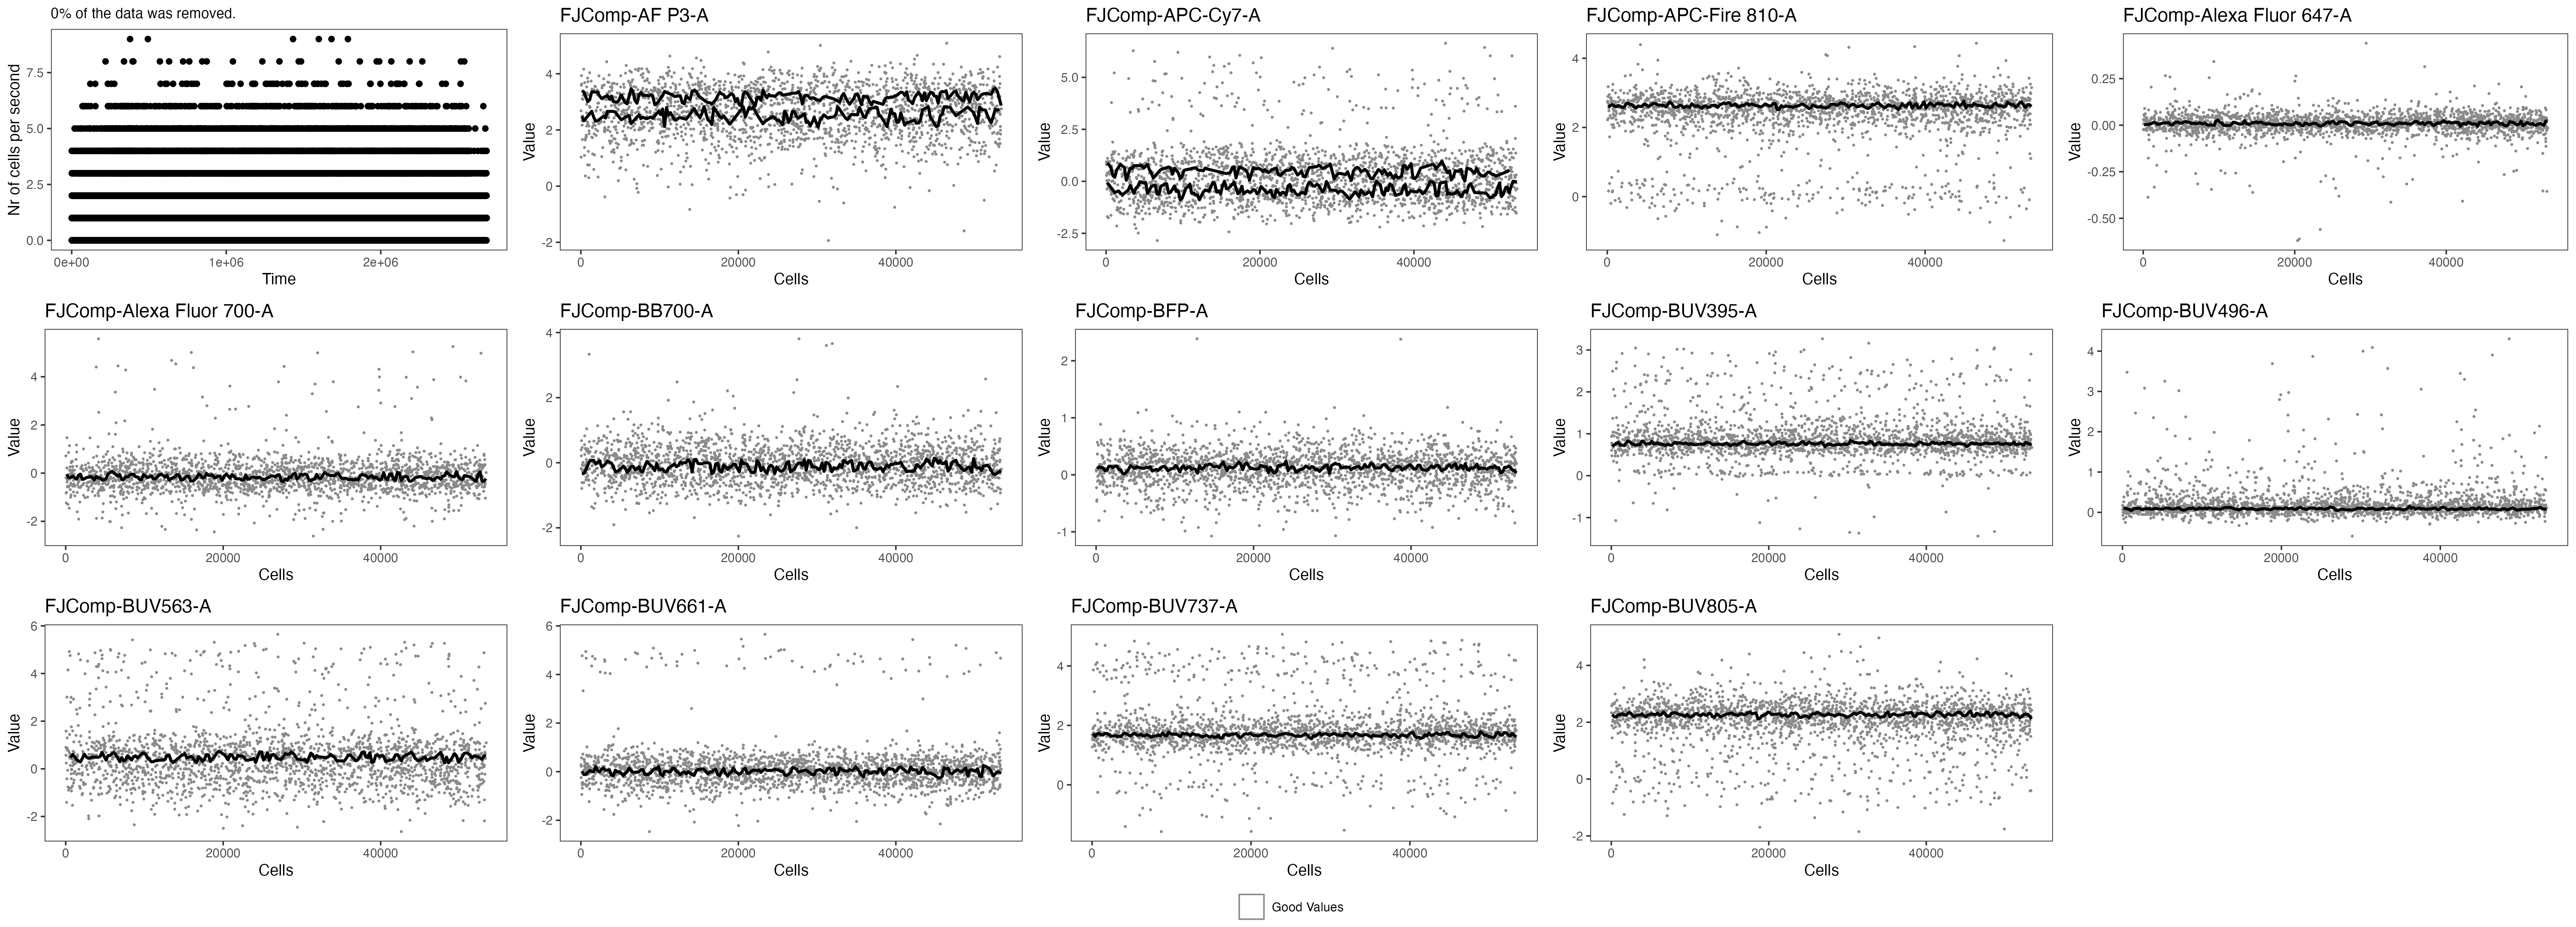 0% of the data was removed.
Nr of cells per second
7.5
5.0
2.5
0.0
0e+00 1e+06 2e+06
Time
FJComp-AF P3-A
Value
4
2
0
-2
0 20000 40000
Cells
FJComp-APC-Cy7-A
Value
5.0
2.5
0.0
-2.5
0 20000 40000
Cells
FJComp-APC-Fire 810-A
Value
4
2
0
0 20000 40000
Cells
FJComp-Alexa Fluor 647-A
Value
0.25
0.00
-0.25
-0.50
0 20000 40000
Cells
FJComp-Alexa Fluor 700-A
Value
4
2
0
-2
0 20000 40000
Cells
FJComp-BB700-A
Value
4
2
0
-2
0 20000 40000
Cells
FJComp-BFP-A
Value
2
1
0
-1
0 20000 40000
Cells
FJComp-BUV395-A
Value
3
2
1
0
-1
0 20000 40000
Cells
FJComp-BUV496-A
Value
4
3
2
1
0
0 20000 40000
Cells
FJComp-BUV563-A
Value
6
4
2
0
-2
0 20000 40000
Cells
FJComp-BUV661-A
Value
6
4
2
0
-2
0 20000 40000
Cells
FJComp-BUV737-A
Value
4
2
0
0 20000 40000
Cells
FJComp-BUV805-A
Value
4
2
0
-2
0 20000 40000
Cells
Good Values